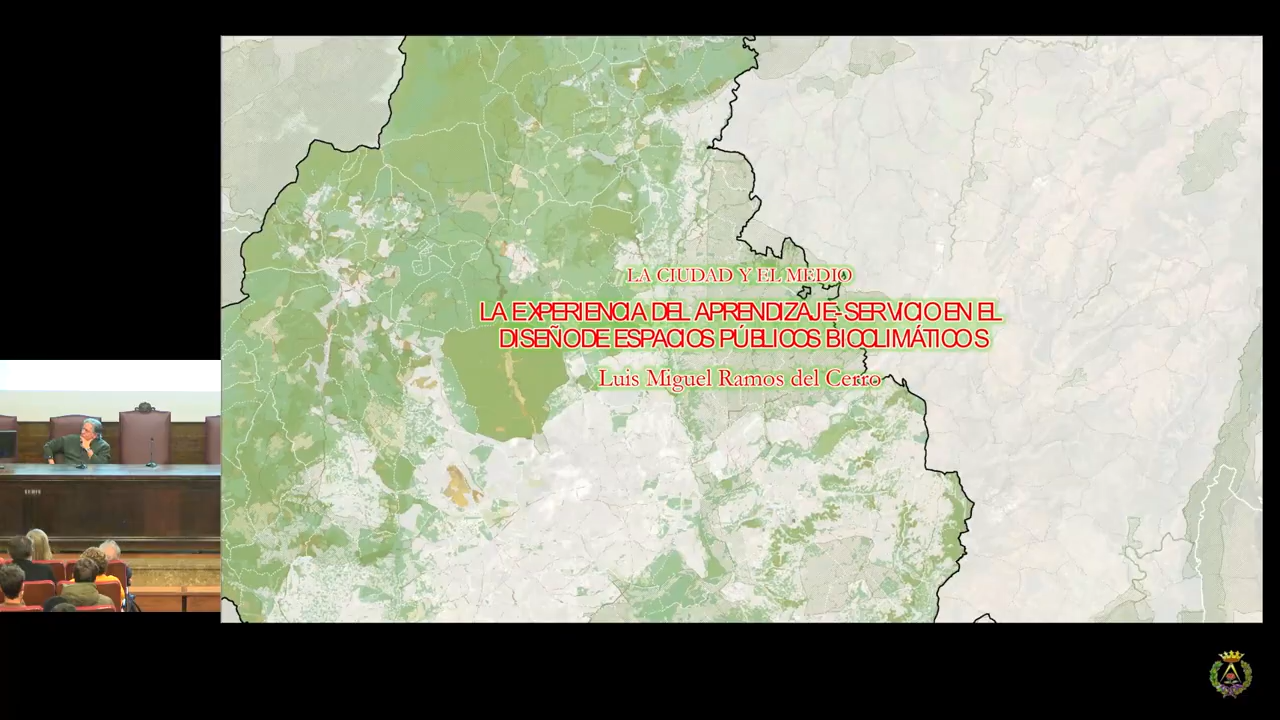 LA CIUDAD Y EL MEDIO
LA EXPERIENCIA DEL APRENDIZAJE-SERVICIO EN EL
DISEÑO DE ESPACIOS PÚBLICOS BIOCLIMÁTICOS
Luis Miguel Ramos del Cerro